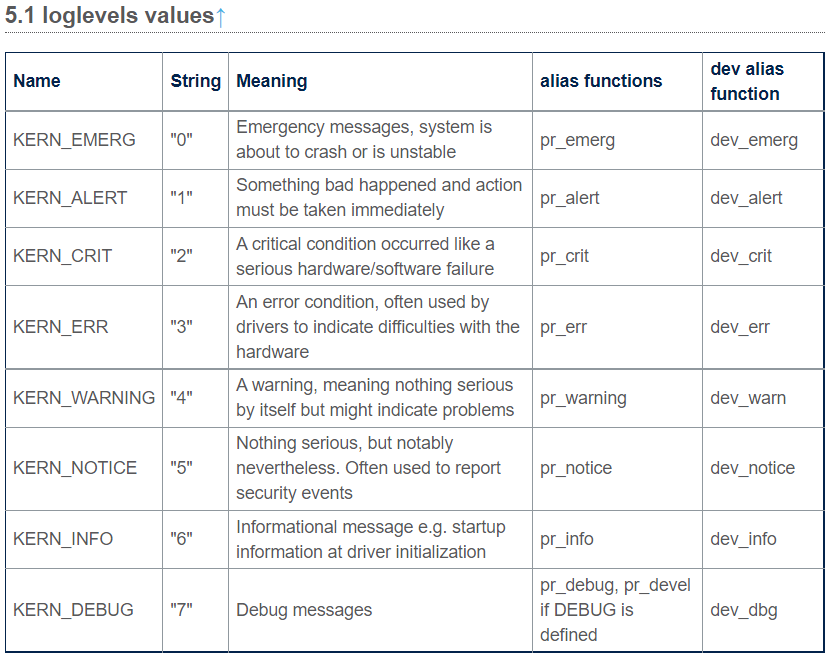 5.1 loglevels values↑
Name String Meaning alias functions dev alias
function
KERN_EMERG "0" Emergency messages, system is
about to crash or is unstable pr_emerg dev_emerg
KERN_ALERT "1" Something bad happened and action
must be taken immediately pr_alert dev_alert
KERN_CRIT "2" A critical condition occurred like a
serious hardware/software failure pr_crit dev_crit
KERN_ERR "3" An error condition, often used by
drivers to indicate difficulties with the
hardware pr_err dev_err
KERN_WARNING "4" A warning, meaning nothing serious
by itself but might indicate problems pr_warning dev_warn
KERN_NOTICE "5" Nothing serious, but notably
nevertheless. Often used to report
security events pr_notice dev_notice
KERN_INFO "6" Informational message e.g. startup
information at driver initialization pr_info dev_info
KERN_DEBUG "7" Debug messages pr_debug, pr_devel
if DEBUG is
defined dev_dbg